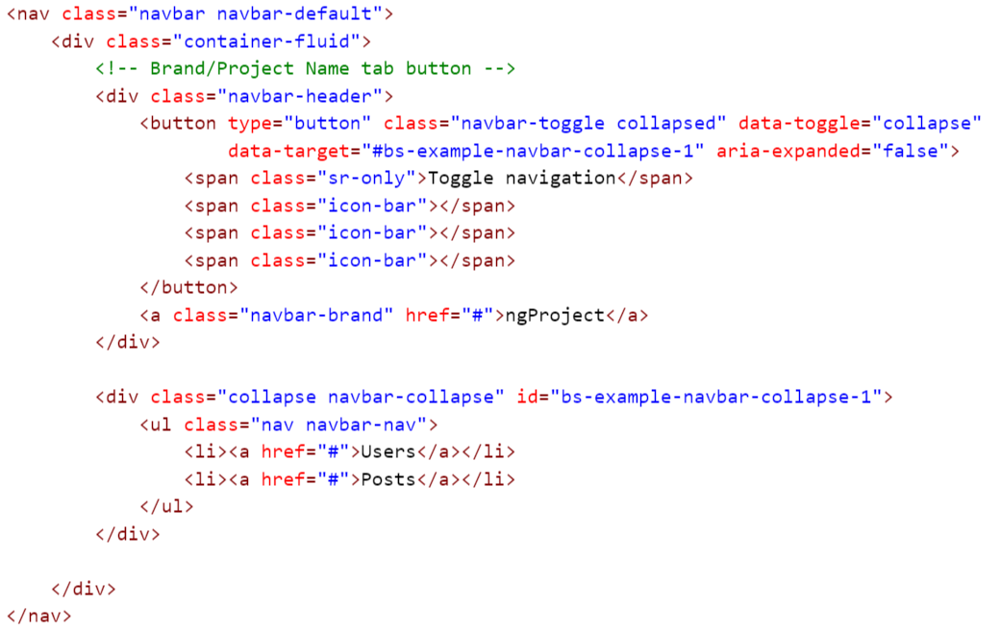 <nav class="navbar navbar-default">
    <div class="container-fluid">
        <!-- Brand/Project Name tab button -->
        <div class="navbar-header">
            <button type="button" class="navbar-toggle collapsed" data-toggle="collapse"
                    data-target="#bs-example-navbar-collapse-1" aria-expanded="false">
                <span class="sr-only">Toggle navigation</span>
                <span class="icon-bar"></span>
                <span class="icon-bar"></span>
                <span class="icon-bar"></span>
            </button>
            <a class="navbar-brand" href="#">ngProject</a>
        </div>

        <div class="collapse navbar-collapse" id="bs-example-navbar-collapse-1">
            <ul class="nav navbar-nav">
                <li><a href="#">Users</a></li>
                <li><a href="#">Posts</a></li>
            </ul>
        </div>

    </div>
</nav>